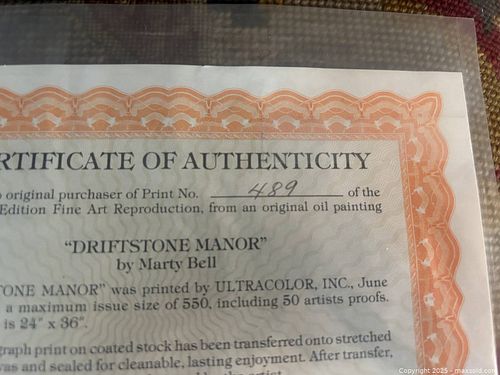 RTIFICATE OF AUTHENTICITY
o original purchaser of Print No. 489 of the
Edition Fine Art Reproduction, from an original oil painting
"DRIFTSTONE MANOR"
by Marty Bell
TONE MANOR" was printed by ULTRACOLOR, INC., June
a maximum issue size of 550, including 50 artists proofs.
is 24" x 36".
graph print on coated stock has been transferred onto stretched
vas and sealed for cleanable, lasting enjoyment. After transfer,
Copyright 2025 - maxsold.com